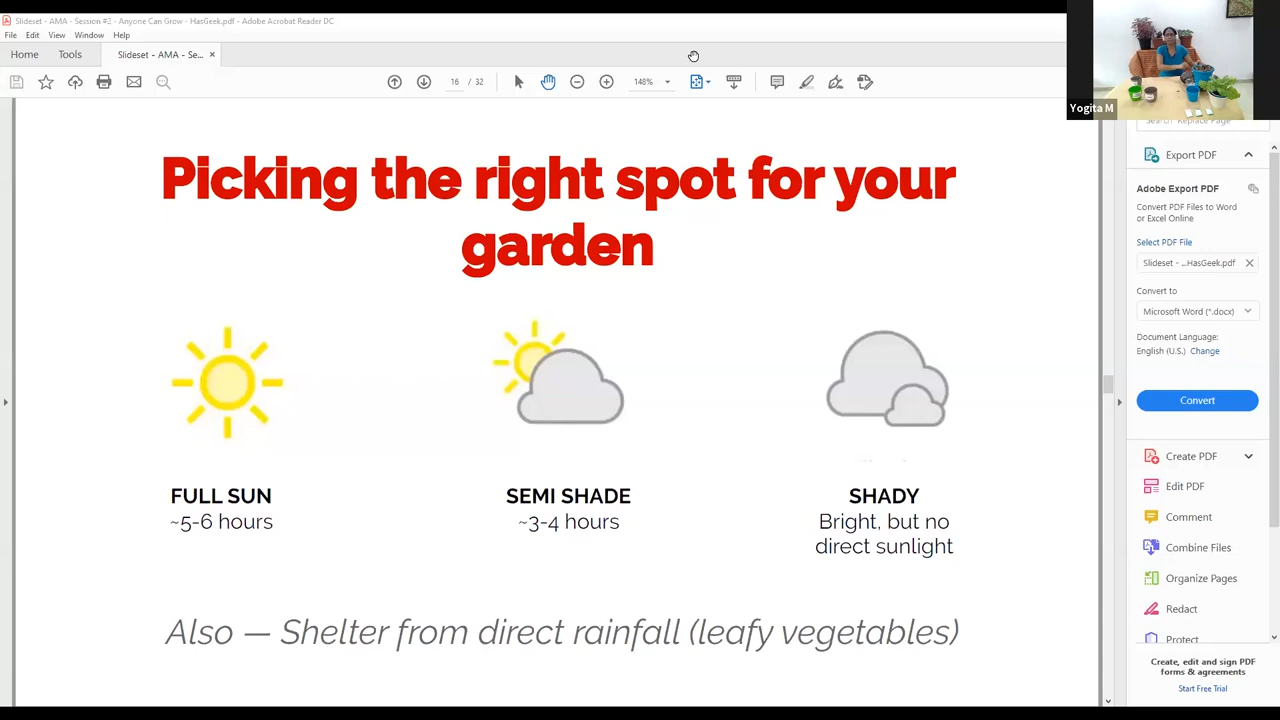 Slideset - AMA - Session #2 - Anyone Can Grow - HasGeek.pdf - Adobe Acrobat Reader DC
File Edit View Window Help
Home Tools Slideset - AMA - Se... ×
16 / 32 148%
Yogita M
Search 'Replace Page'
Picking the right spot for your
garden
FULL SUN
~5-6 hours
SEMI SHADE
~3-4 hours
SHADY
Bright, but no
direct sunlight
Also — Shelter from direct rainfall (leafy vegetables)
Export PDF
Adobe Export PDF
Convert PDF Files to Word
or Excel Online
Select PDF File
Slideset - ...HasGeek.pdf
Convert to
Microsoft Word (*.docx)
Document Language:
English (U.S.) Change
Convert
Create PDF
Edit PDF
Comment
Combine Files
Organize Pages
Redact
Protect
Create, edit and sign PDF
forms & agreements
Start Free Trial